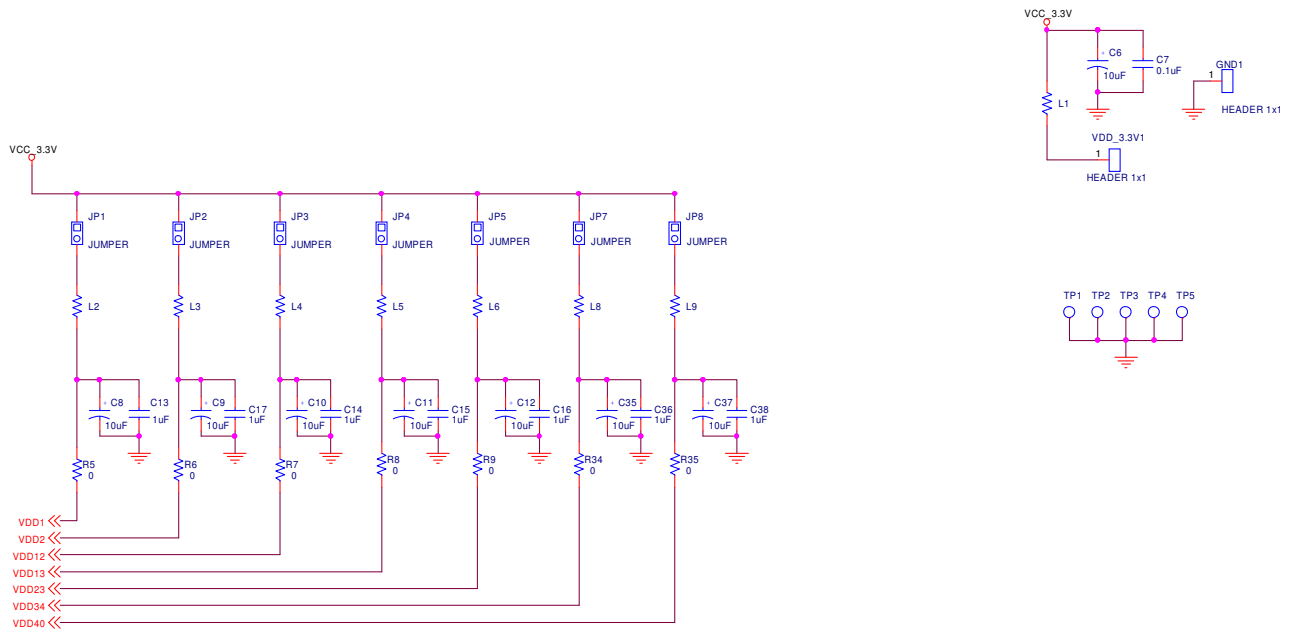 VCC_3.3V
C6
10uF
C7
0.1uF
GND1
1
HEADER 1x1
L1
VDD_3.3V1
1
HEADER 1x1
VCC_3.3V
JP1
JUMPER
JP2
JUMPER
JP3
JUMPER
JP4
JUMPER
JP5
JUMPER
JP7
JUMPER
JP8
JUMPER
L2
L3
L4
L5
L6
L8
L9
TP1 TP2 TP3 TP4 TP5
C8
10uF
C13
1uF
C9
10uF
C17
1uF
C10
10uF
C14
1uF
C11
10uF
C15
1uF
C12
10uF
C16
1uF
C35
10uF
C36
1uF
C37
10uF
C38
1uF
R5
0
R6
0
R7
0
R8
0
R9
0
R34
0
R35
0
VDD1
VDD2
VDD12
VDD13
VDD23
VDD34
VDD40